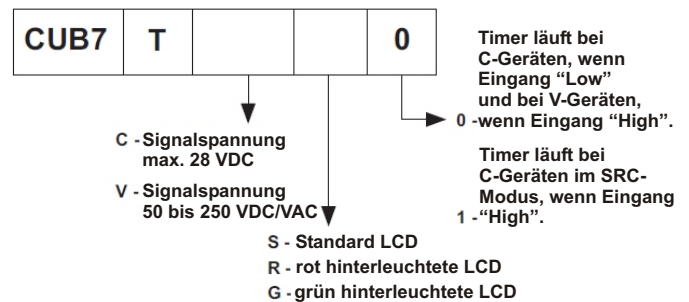 CUB7 T 0
Timer läuft bei
C-Geräten, wenn
Eingang “Low”
und bei V-Geräten,
0 - wenn Eingang “High”.
Timer läuft bei
C-Geräten im SRC-
Modus, wenn Eingang
1 - “High”.
C - Signalspannung
max. 28 VDC
V - Signalspannung
50 bis 250 VDC/VAC
S - Standard LCD
R - rot hinterleuchtete LCD
G - grün hinterleuchtete LCD